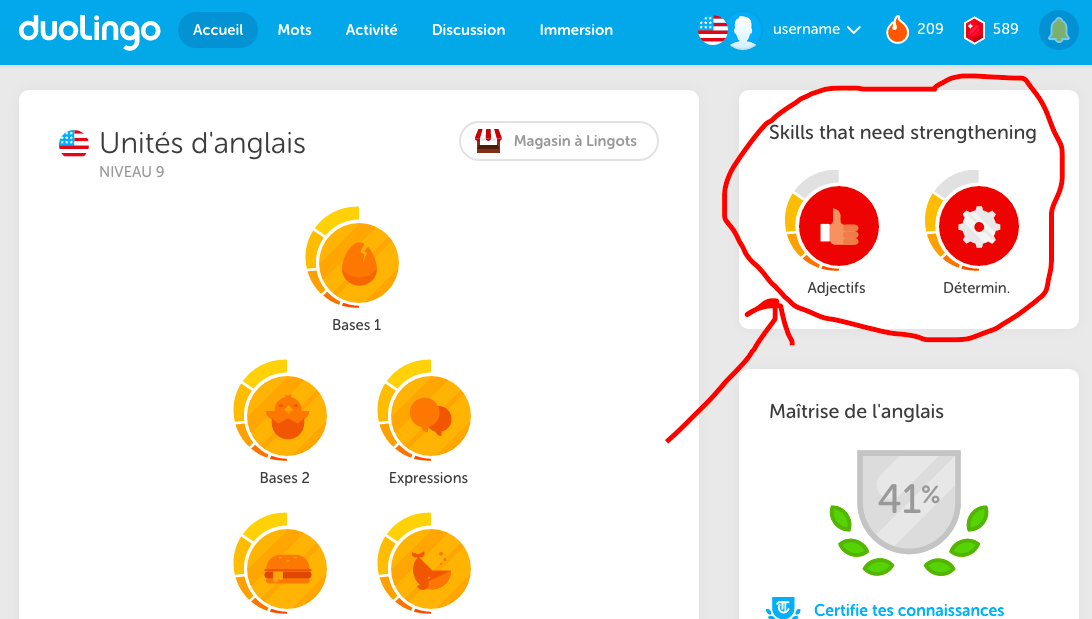 duolingo
Accueil
Mots
Activité
Discussion
Immersion
username
209
589
Unités d'anglais
NIVEAU 9
Magasin à Lingots
Bases 1
Bases 2
Expressions
Skills that need strengthening
Adjectifs
Détermin.
Maîtrise de l'anglais
41%
Certifie tes connaissances